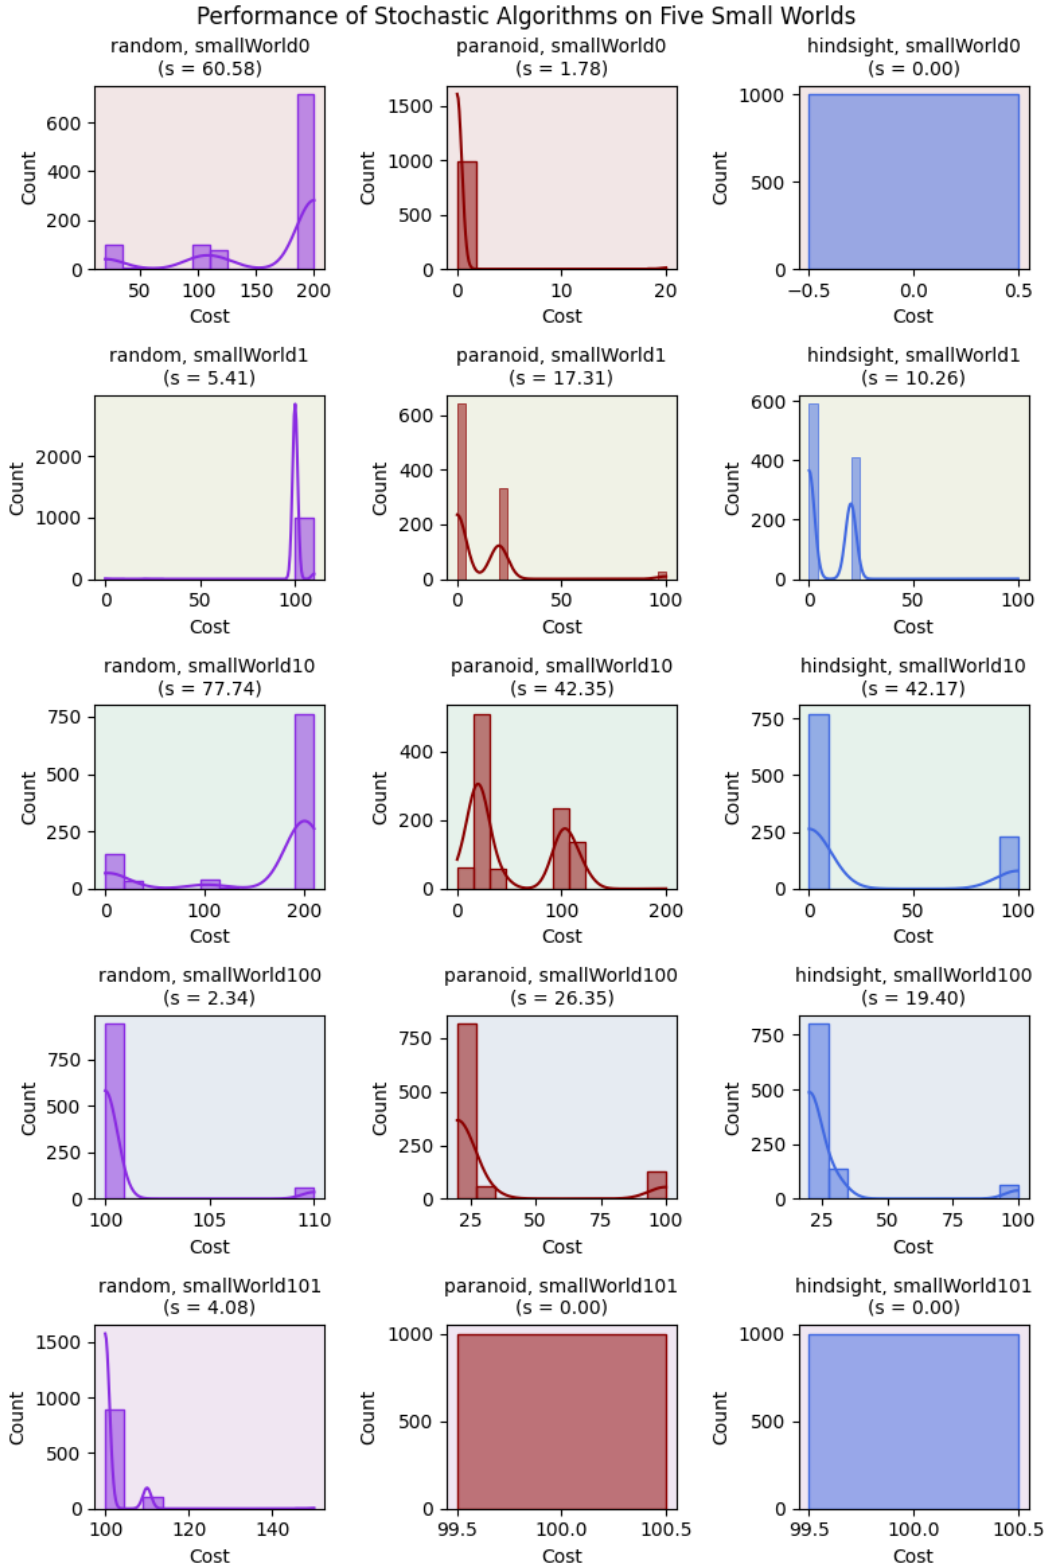 Performance of Stochastic Algorithms on Five Small Worlds
random, smallWorld0
(s = 60.58)
600
400
200
0
Count
50
100
150
200
Cost
paranoid, smallWorld0
(s = 1.78)
1500
1000
500
0
Count
0
10
20
Cost
hindsight, smallWorld0
(s = 0.00)
1000
500
0
Count
−0.5
0.0
0.5
Cost
random, smallWorld1
(s = 5.41)
2000
1000
0
Count
0
50
100
Cost
paranoid, smallWorld1
(s = 17.31)
600
400
200
0
Count
0
50
100
Cost
hindsight, smallWorld1
(s = 10.26)
600
400
200
0
Count
0
50
100
Cost
random, smallWorld10
(s = 77.74)
750
500
250
0
Count
0
100
200
Cost
paranoid, smallWorld10
(s = 42.35)
400
200
0
Count
0
100
200
Cost
hindsight, smallWorld10
(s = 42.17)
750
500
250
0
Count
0
50
100
Cost
random, smallWorld100
(s = 2.34)
750
500
250
0
Count
100
105
110
Cost
paranoid, smallWorld100
(s = 26.35)
750
500
250
0
Count
25
50
75
100
Cost
hindsight, smallWorld100
(s = 19.40)
750
500
250
0
Count
25
50
75
100
Cost
random, smallWorld101
(s = 4.08)
1500
1000
500
0
Count
100
120
140
Cost
paranoid, smallWorld101
(s = 0.00)
1000
500
0
Count
99.5
100.0
100.5
Cost
hindsight, smallWorld101
(s = 0.00)
1000
500
0
Count
99.5
100.0
100.5
Cost